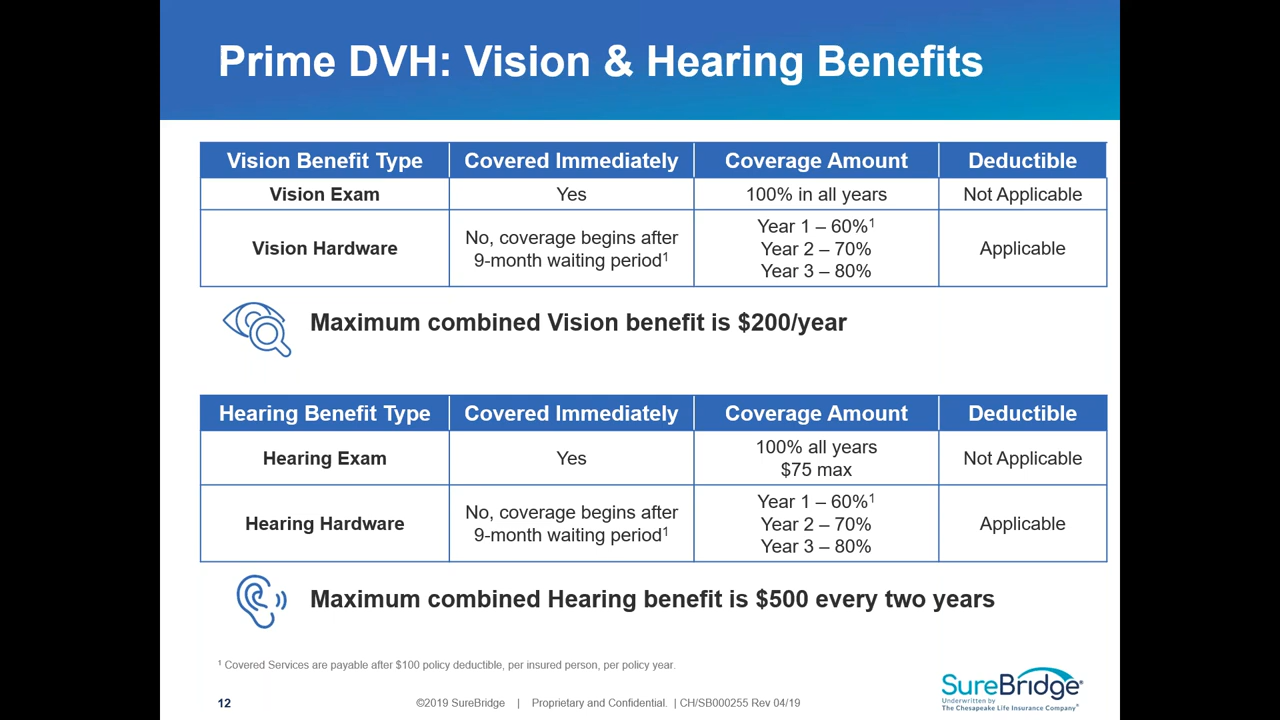 Prime DVH: Vision & Hearing Benefits
Vision Benefit Type Covered Immediately Coverage Amount Deductible
Vision Exam Yes 100% in all years Not Applicable
Vision Hardware
No, coverage begins after
9-month waiting period¹
Year 1 – 60%¹
Year 2 – 70%
Year 3 – 80%
Applicable
Maximum combined Vision benefit is $200/year
Hearing Benefit Type Covered Immediately Coverage Amount Deductible
Hearing Exam
Yes
100% all years
$75 max
Not Applicable
Hearing Hardware
No, coverage begins after
9-month waiting period¹
Year 1 – 60%¹
Year 2 – 70%
Year 3 – 80%
Applicable
Maximum combined Hearing benefit is $500 every two years
¹ Covered Services are payable after $100 policy deductible, per insured person, per policy year.
12 ©2019 SureBridge | Proprietary and Confidential. | CH/SB000255 Rev 04/19
SureBridge®
Underwritten by
The Chesapeake Life Insurance Company®